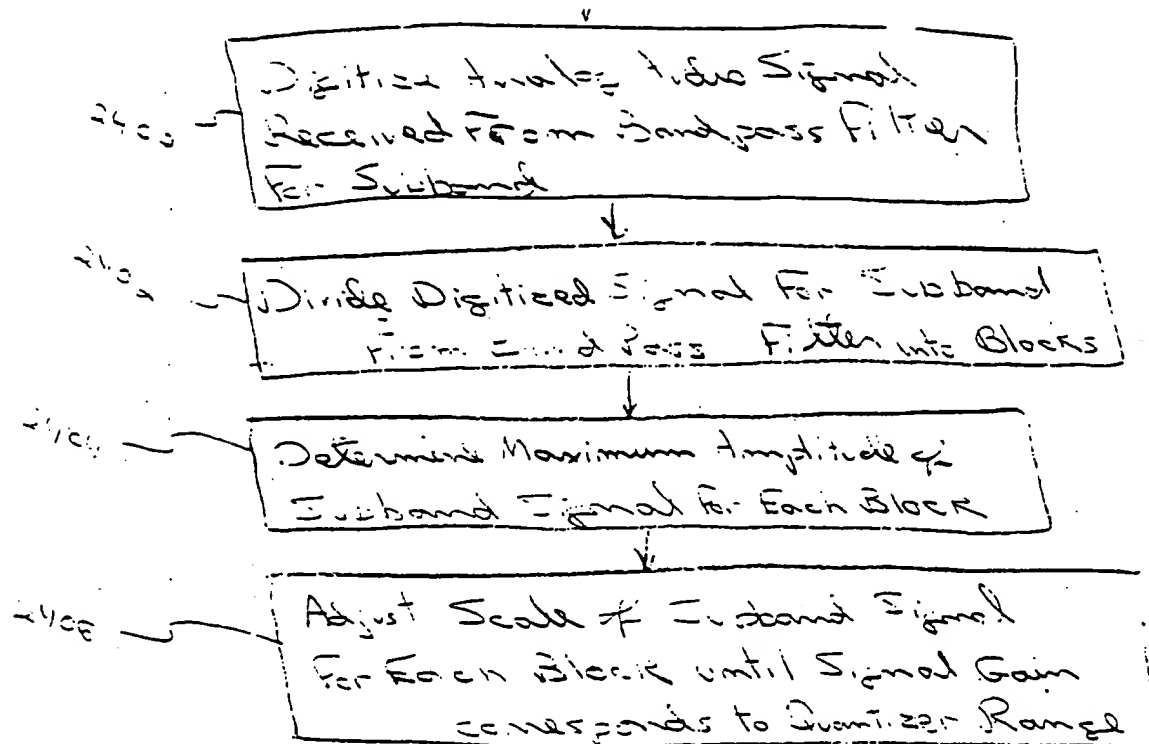 Digitize Analog Audio Signal
Received From Bandpass Filter
For Subband
Divide Digitized Signal For Subband
From Band Pass Filter into Blocks
Determine Maximum Amplitude of
Subband Signal For Each Block
Adjust Scale of Subband Signal
For Each Block until Signal Gain
corresponds to Quantizer Range